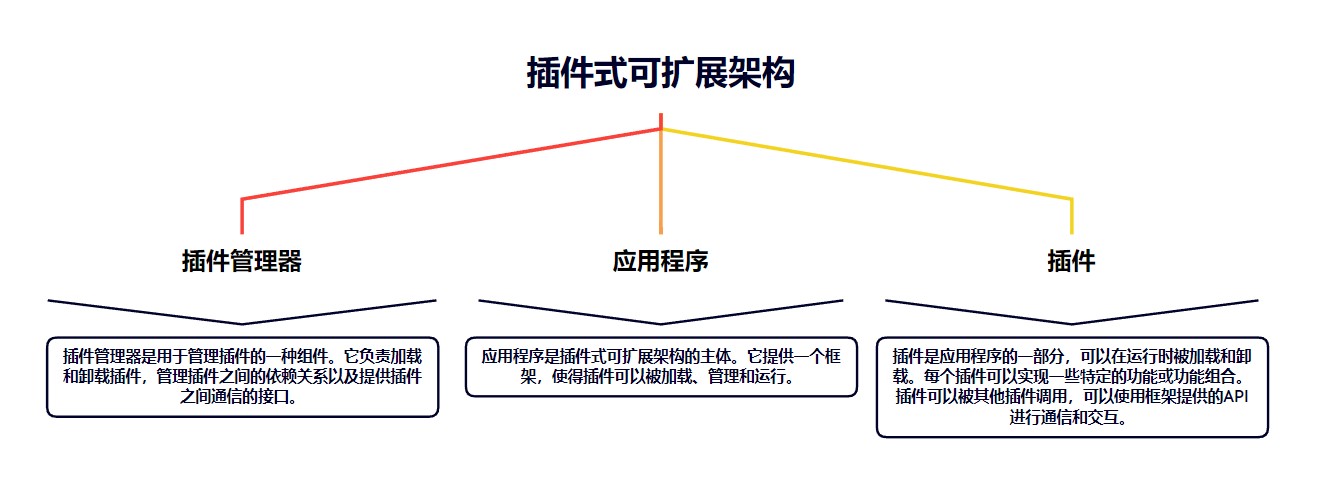 插件式可扩展架构
插件管理器
应用程序
插件
插件管理器是用于管理插件的一种组件。它负责加载
和卸载插件，管理插件之间的依赖关系以及提供插件
之间通信的接口。
应用程序是插件式可扩展架构的主体。它提供一个框
架，使得插件可以被加载、管理和运行。
插件是应用程序的一部分，可以在运行时被加载和卸
载。每个插件可以实现一些特定的功能或功能组合。
插件可以被其他插件调用，可以使用框架提供的API
进行通信和交互。